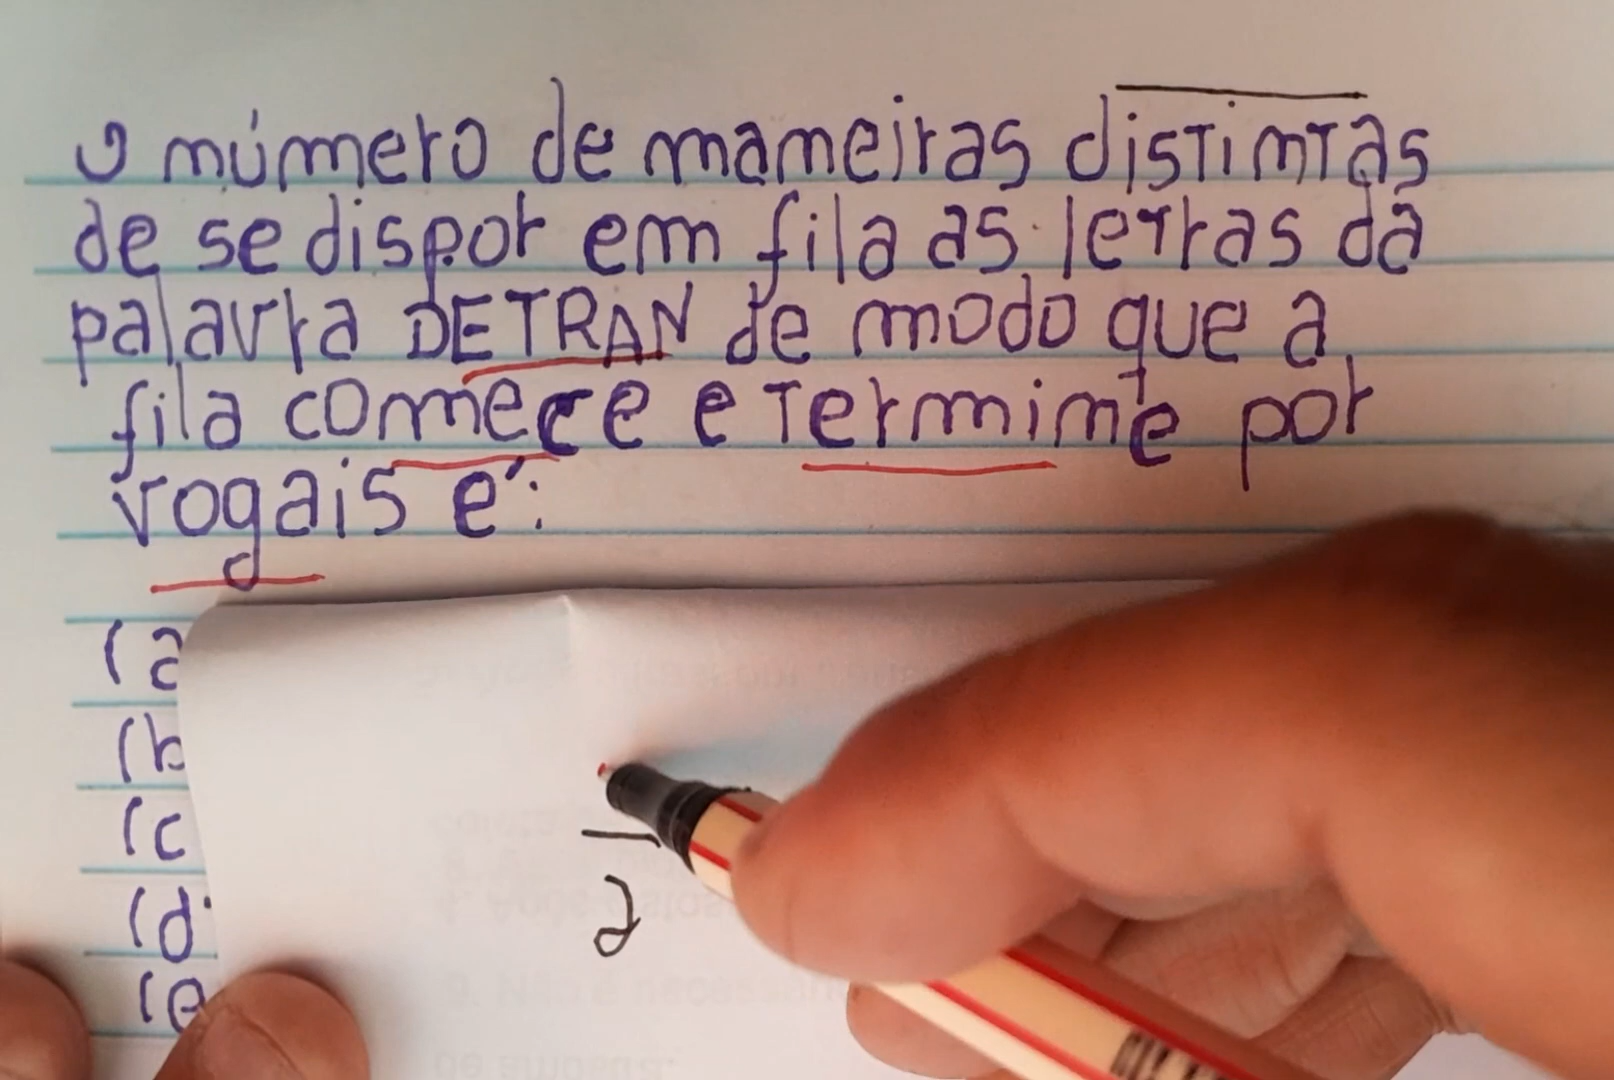 O número de maneiras distintas
de se dispor em fila as letras da
palavra DETRAN de modo que a
fila comece e termine por
vogais é:
(a
(b
(c
(d
(e
2